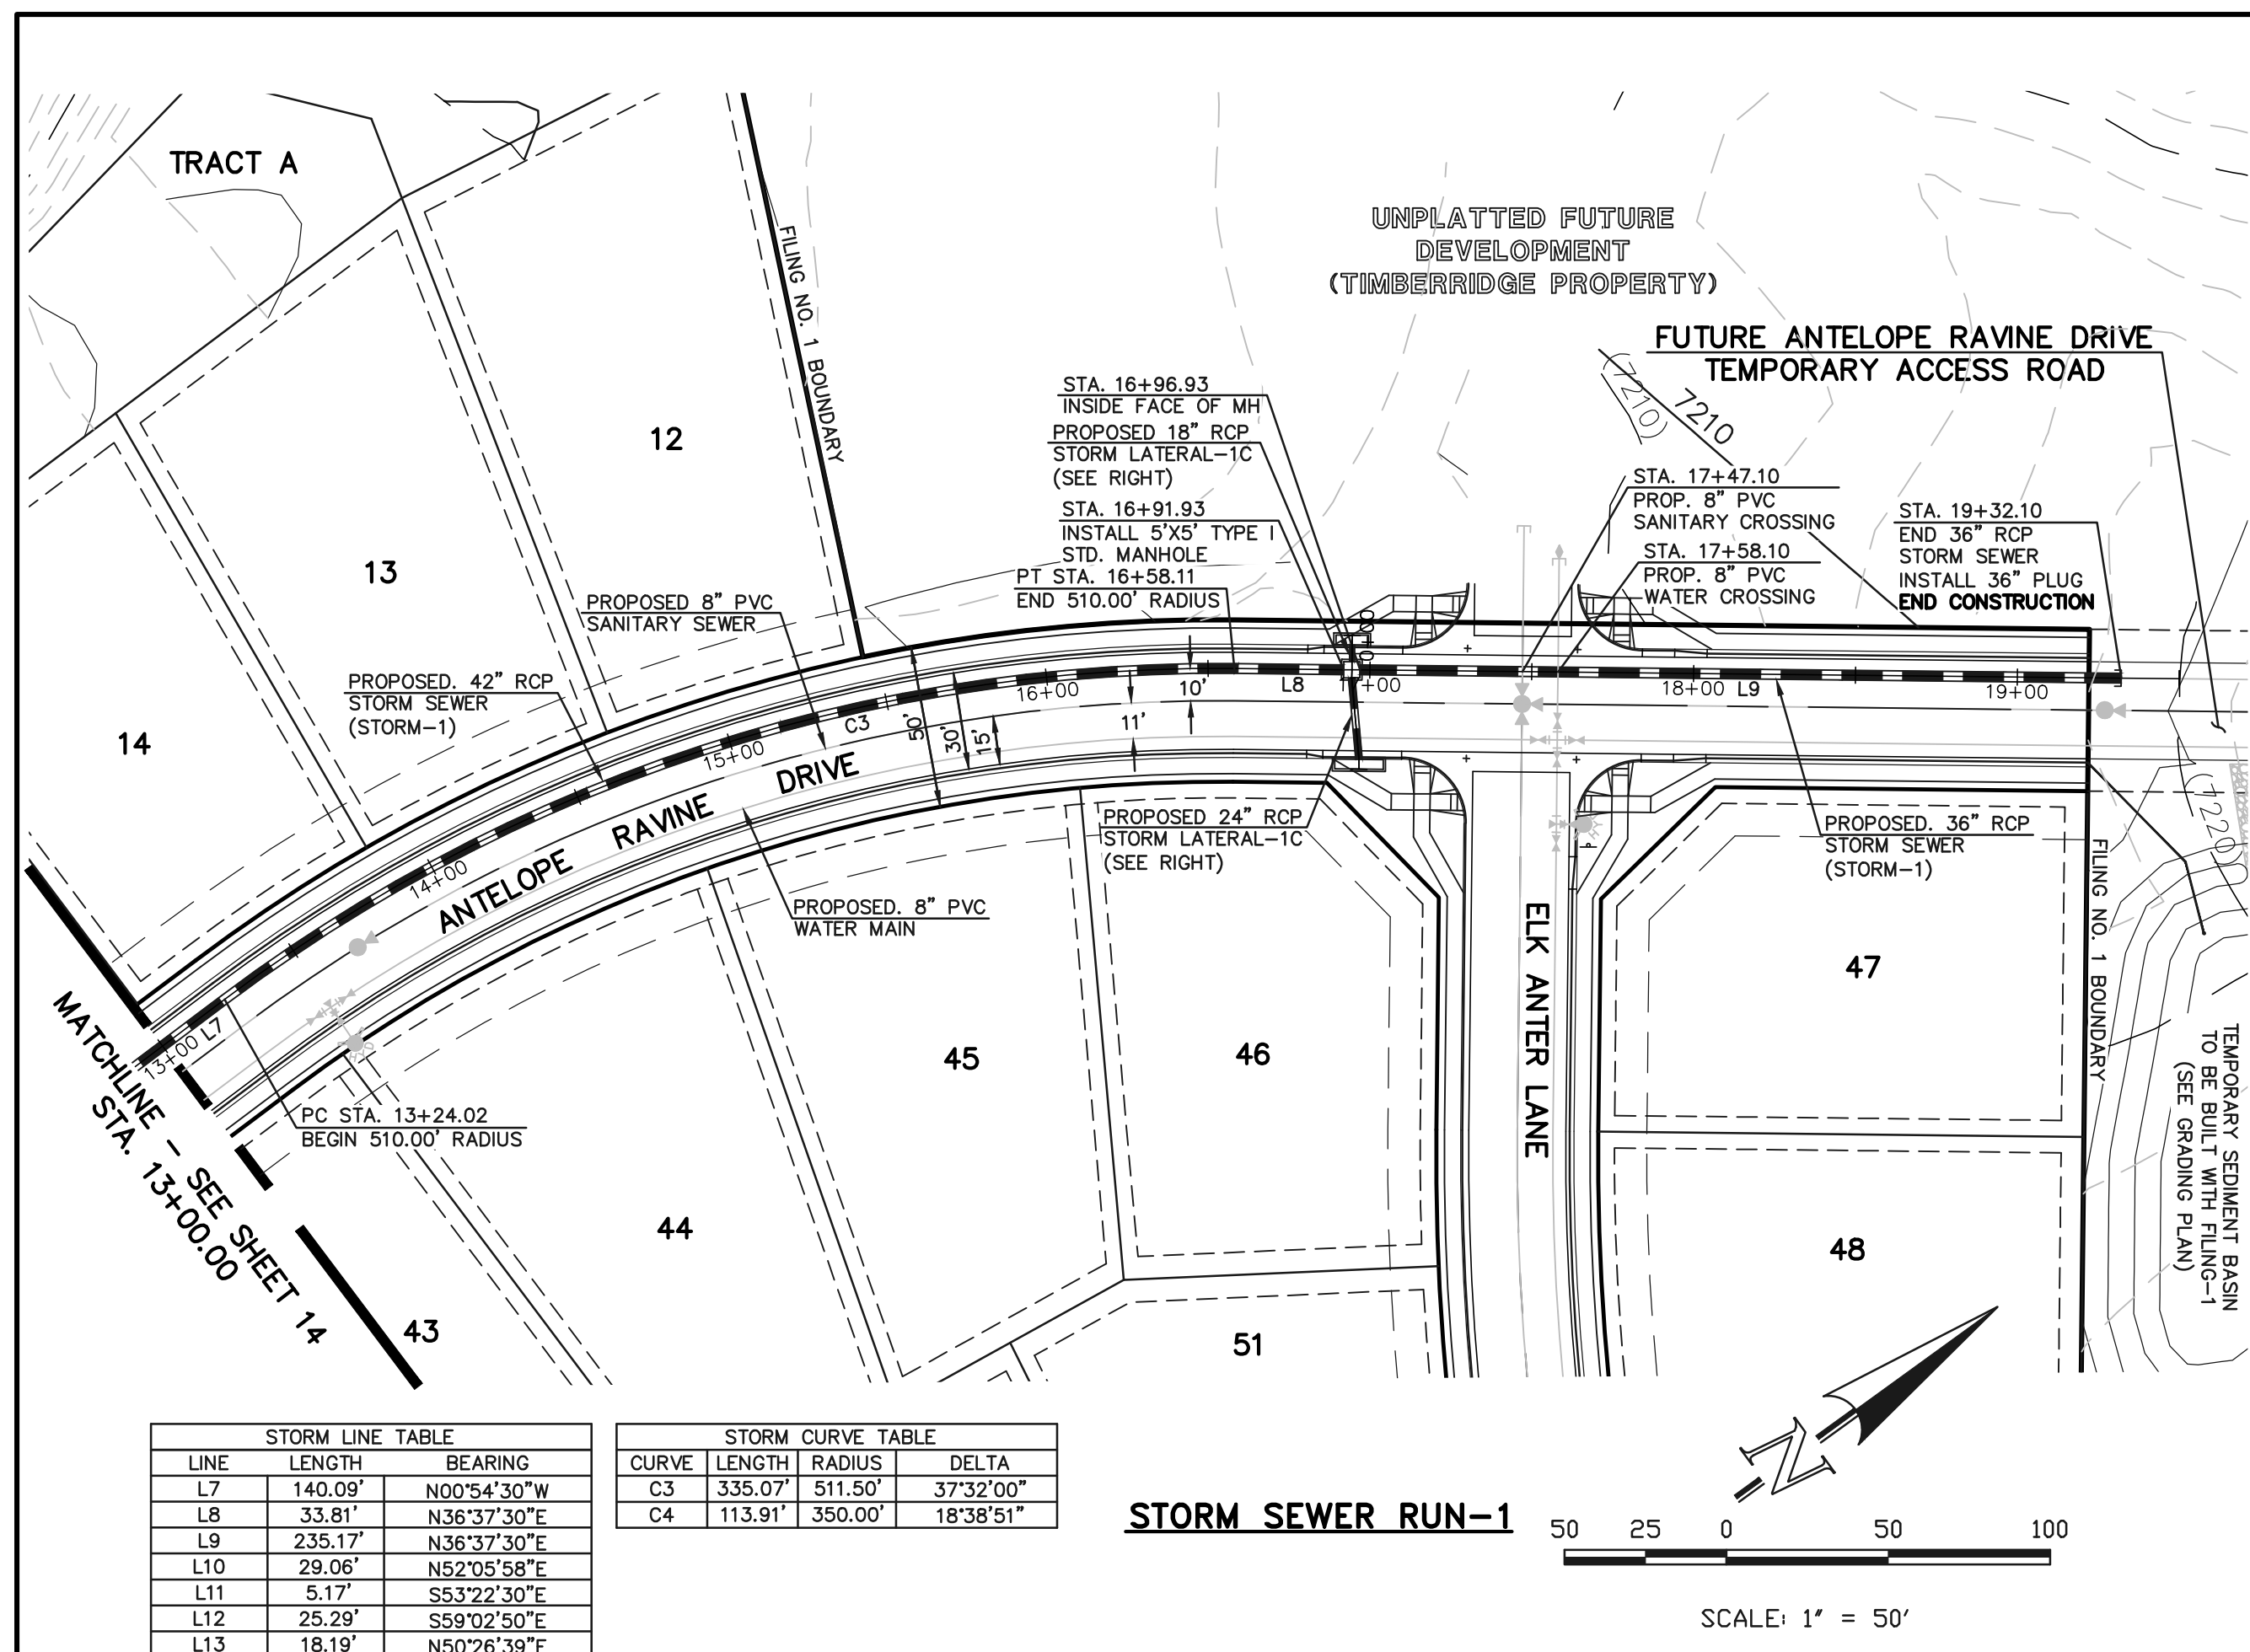 TRACT A
UNPLATTED FUTURE
DEVELOPMENT
(TIMBERRIDGE PROPERTY)
FUTURE ANTELOPE RAVINE DRIVE
TEMPORARY ACCESS ROAD
(7210)
7210
FILING NO. 1 BOUNDARY
12
13
14
STA. 16+96.93
INSIDE FACE OF MH
PROPOSED 18" RCP
STORM LATERAL-1C
(SEE RIGHT)
STA. 16+91.93
INSTALL 5'X5' TYPE I
STD. MANHOLE
PT STA. 16+58.11
END 510.00' RADIUS
STA. 17+47.10
PROP. 8" PVC
SANITARY CROSSING
STA. 17+58.10
PROP. 8" PVC
WATER CROSSING
STA. 19+32.10
END 36" RCP
STORM SEWER
INSTALL 36" PLUG
END CONSTRUCTION
PROPOSED 8" PVC
SANITARY SEWER
PROPOSED. 42" RCP
STORM SEWER
(STORM-1)
13+00
L7
14+00
15+00
C3
16+00
L8
18+00
L9
19+00
50'
30'
15'
10'
11'
ANTELOPE RAVINE DRIVE
PROPOSED 24" RCP
STORM LATERAL-1C
(SEE RIGHT)
PROPOSED. 36" RCP
STORM SEWER
(STORM-1)
PROPOSED. 8" PVC
WATER MAIN
ELK ANTER LANE
FILING NO. 1 BOUNDARY
(7220)
TEMPORARY SEDIMENT BASIN
TO BE BUILT WITH FILING-1
(SEE GRADING PLAN)
MATCHLINE - SEE SHEET 14
STA. 13+00.00
PC STA. 13+24.02
BEGIN 510.00' RADIUS
43
44
45
46
47
48
51
STORM LINE TABLE
LINE LENGTH BEARING
L7 140.09' N00°54'30"W
L8 33.81' N36°37'30"E
L9 235.17' N36°37'30"E
L10 29.06' N52°05'58"E
L11 5.17' S53°22'30"E
L12 25.29' S59°02'50"E
L13 18.19' N50°26'39"E
STORM CURVE TABLE
CURVE LENGTH RADIUS DELTA
C3 335.07' 511.50' 37°32'00"
C4 113.91' 350.00' 18°38'51"
STORM SEWER RUN-1
N
50 25 0 50 100
SCALE: 1" = 50'